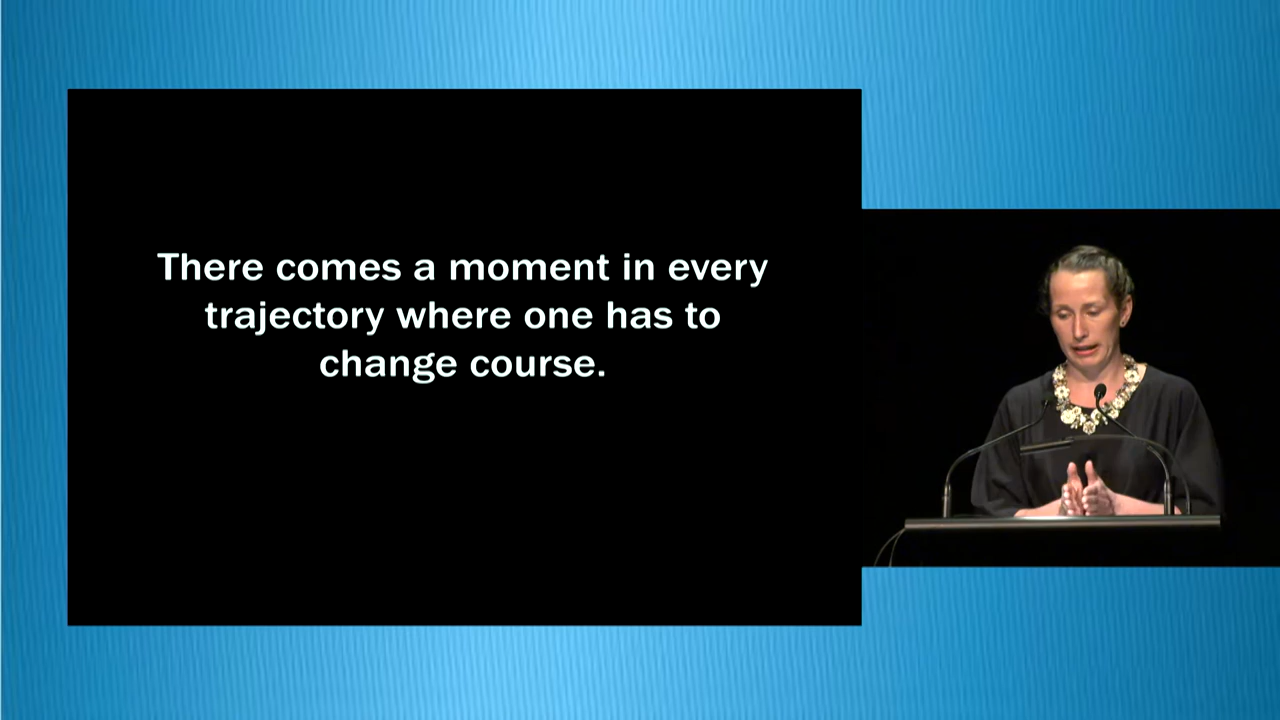 There comes a moment in every
trajectory where one has to
change course.